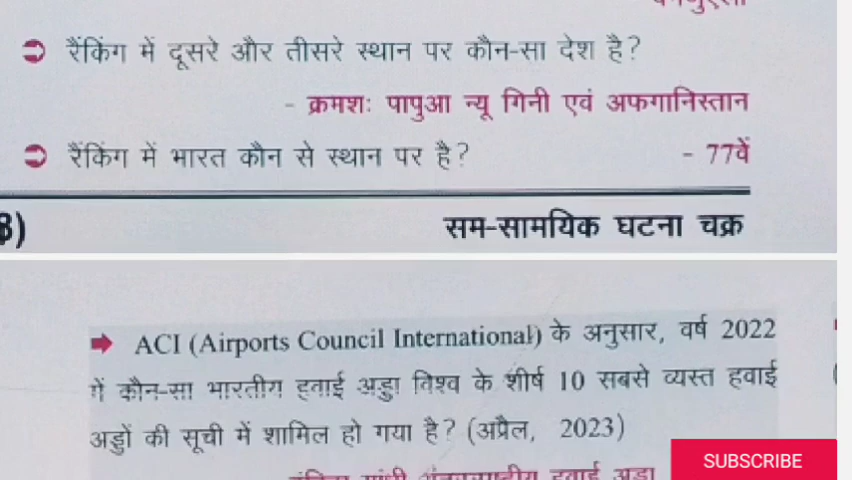 ➲ रैंकिंग में दूसरे और तीसरे स्थान पर कौन-सा देश है?
- क्रमशः पापुआ न्यू गिनी एवं अफगानिस्तान
➲ रैंकिंग में भारत कौन से स्थान पर है? - 77वें
3) सम-सामयिक घटना चक्र
➡ ACI (Airports Council International) के अनुसार, वर्ष 2022
में कौन-सा भारतीय हवाई अड्डा विश्व के शीर्ष 10 सबसे व्यस्त हवाई
अड्डों की सूची में शामिल हो गया है? (अप्रैल, 2023)
SUBSCRIBE